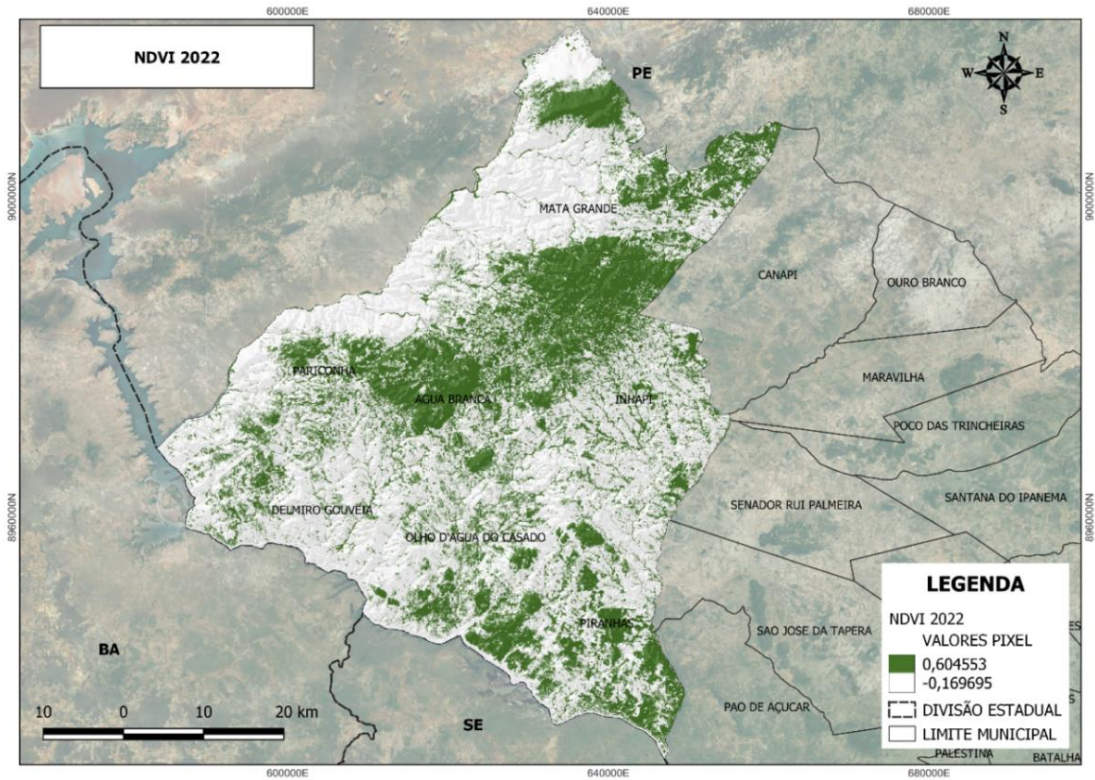 600000E 640000E 680000E
NDVI 2022
PE
N
W E
S
9000000N 9000000N
MATA GRANDE
CANAPI
OURO BRANCO
PARICONHA
MARAVILHA
AGUA BRANCA
INHAPI
POCO DAS TRINCHEIRAS
SENADOR RUI PALMEIRA
SANTANA DO IPANEMA
DELMIRO GOUVEIA
8960000N 8960000N
OLHO D'AGUA DO CASADO
PIRANHAS
SAO JOSE DA TAPERA
BA
PAO DE AÇUCAR
SE
10 0 10 20 km
LEGENDA
NDVI 2022
VALORES PIXEL
0,604553
-0,169695
DIVISÃO ESTADUAL
LIMITE MUNICIPAL
PALESTINA
BATALHA
600000E 640000E 680000E